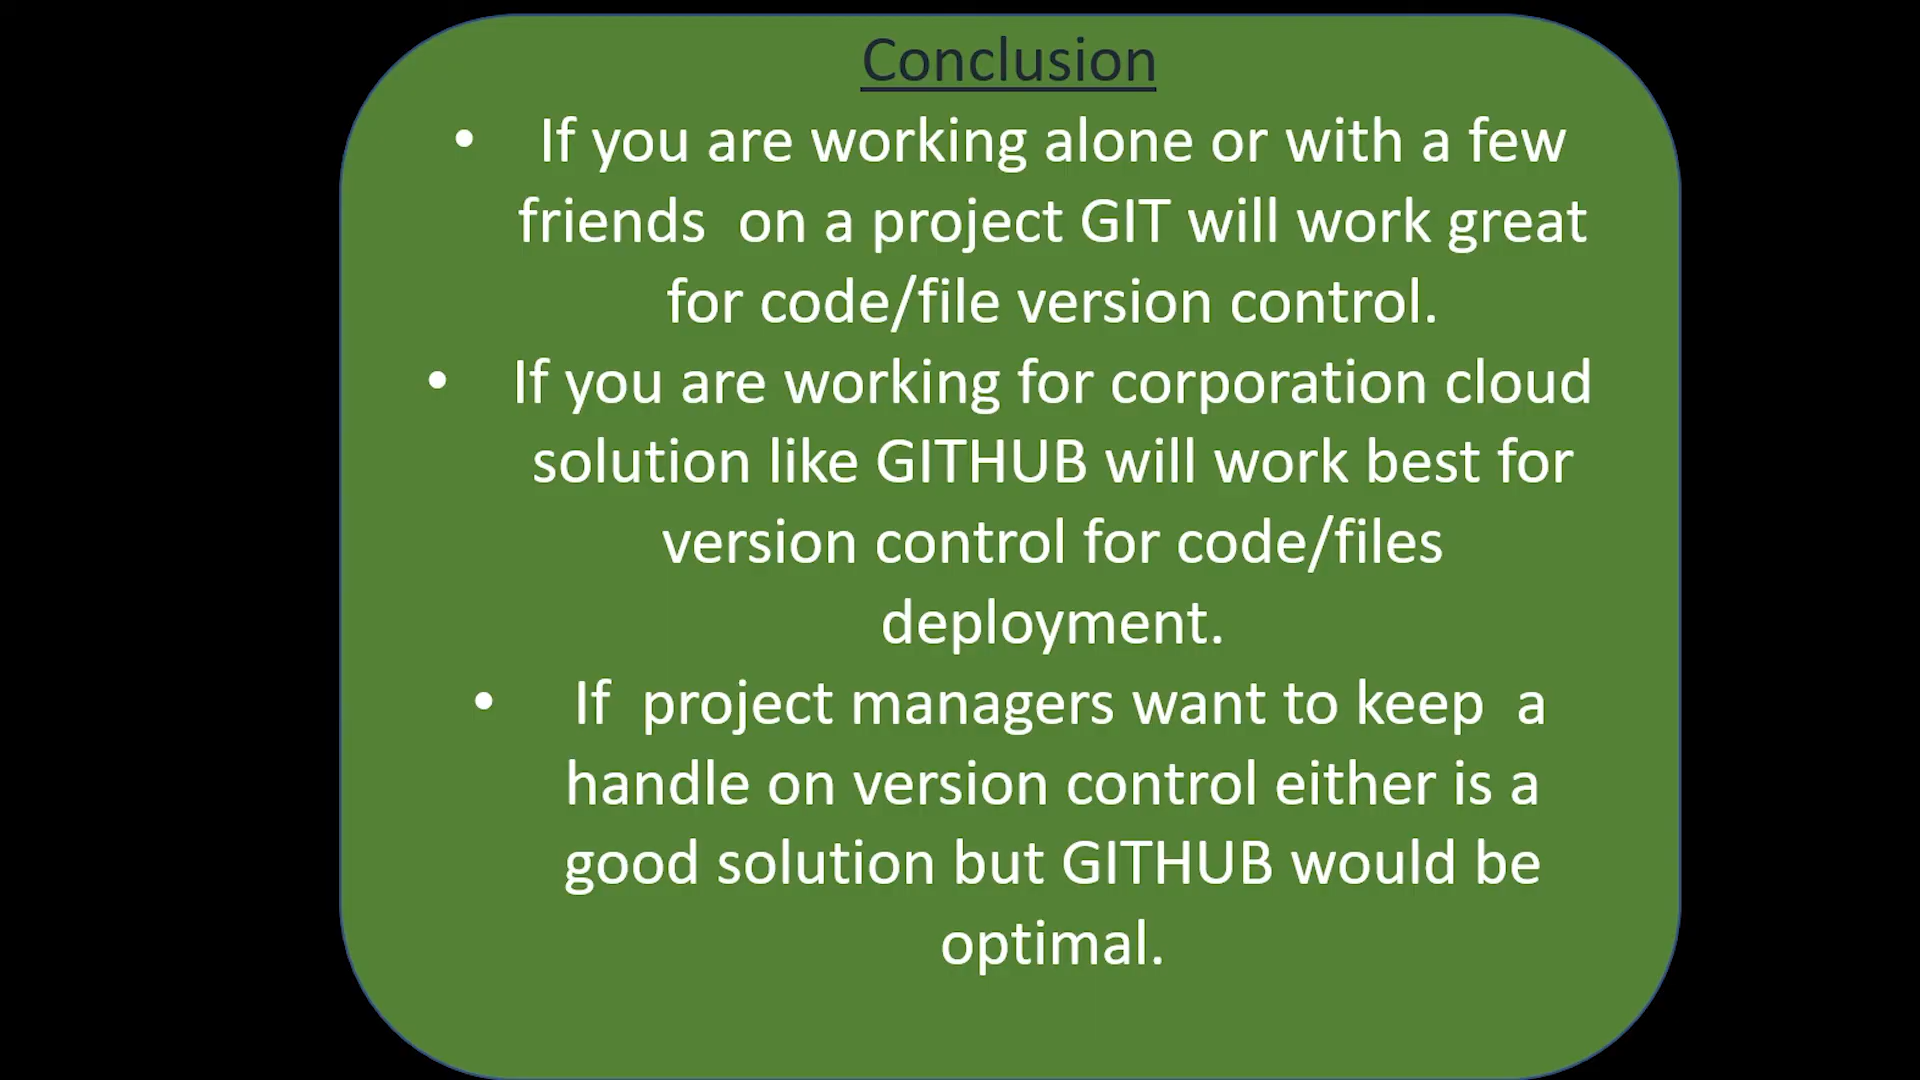 Conclusion
• If you are working alone or with a few
friends  on a project GIT will work great
for code/file version control.
• If you are working for corporation cloud
solution like GITHUB will work best for
version control for code/files
deployment.
• If  project managers want to keep  a
handle on version control either is a
good solution but GITHUB would be
optimal.